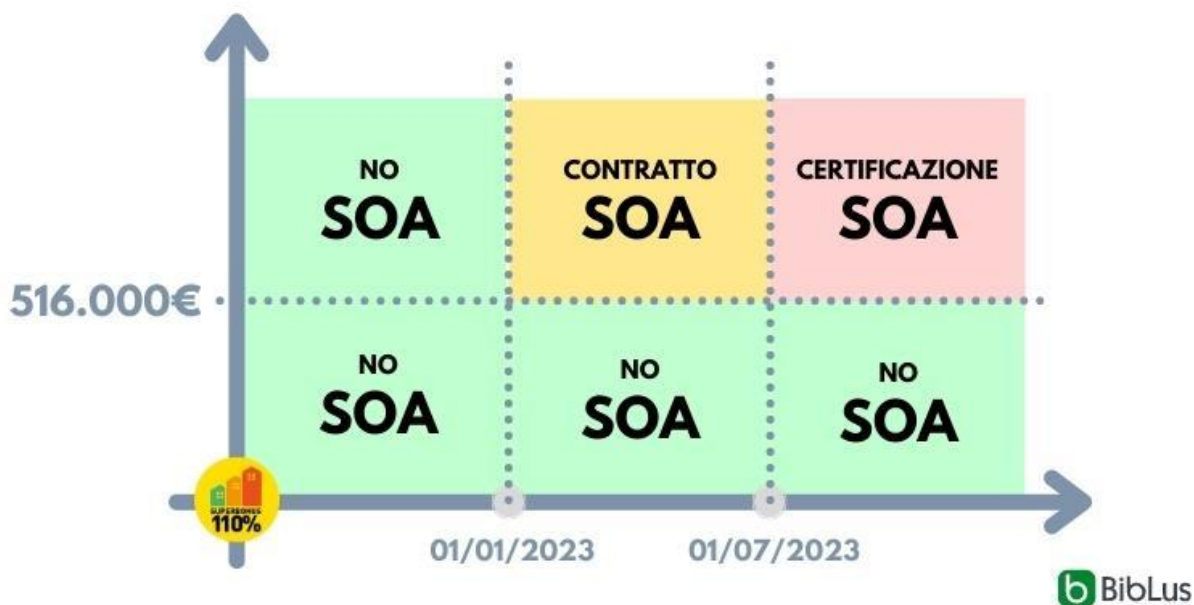 NO
SOA
CONTRATTO
SOA
CERTIFICAZIONE
SOA
516.000€
NO
SOA
NO
SOA
NO
SOA
SUPERBONUS
110%
01/01/2023
01/07/2023
b BibLus